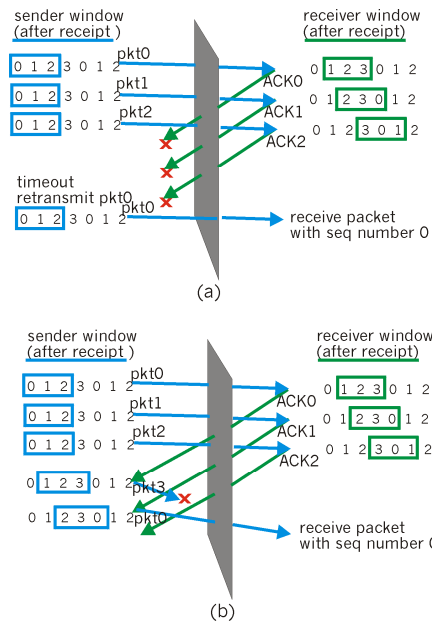 sender window
(after receipt )
receiver window
(after receipt)
0 1 2 3 0 1 2
pkt0
0 1 2 3 0 1 2
ACK0
0 1 2 3 0 1 2
pkt1
0 1 2 3 0 1 2
ACK1
0 1 2 3 0 1 2
pkt2
0 1 2 3 0 1 2
ACK2
timeout
retransmit pkt0
0 1 2 3 0 1 2
pkt0
receive packet
with seq number 0
(a)
sender window
(after receipt )
receiver window
(after receipt)
0 1 2 3 0 1 2
pkt0
0 1 2 3 0 1 2
ACK0
0 1 2 3 0 1 2
pkt1
0 1 2 3 0 1 2
ACK1
0 1 2 3 0 1 2
pkt2
0 1 2 3 0 1 2
ACK2
0 1 2 3 0 1 2
pkt3
0 1 2 3 0 1 2
pkt0
receive packet
with seq number 0
(b)